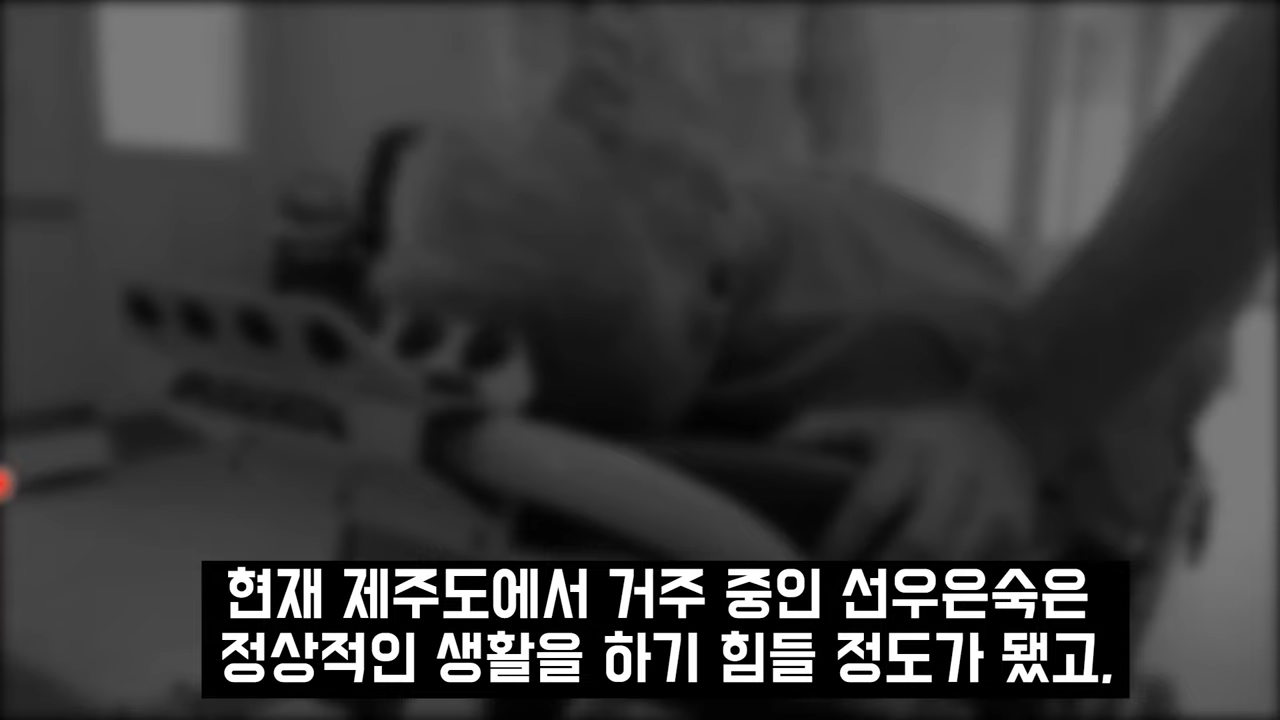 현재 제주도에서 거주 중인 선우은숙은
정상적인 생활을 하기 힘들 정도가 됐고,